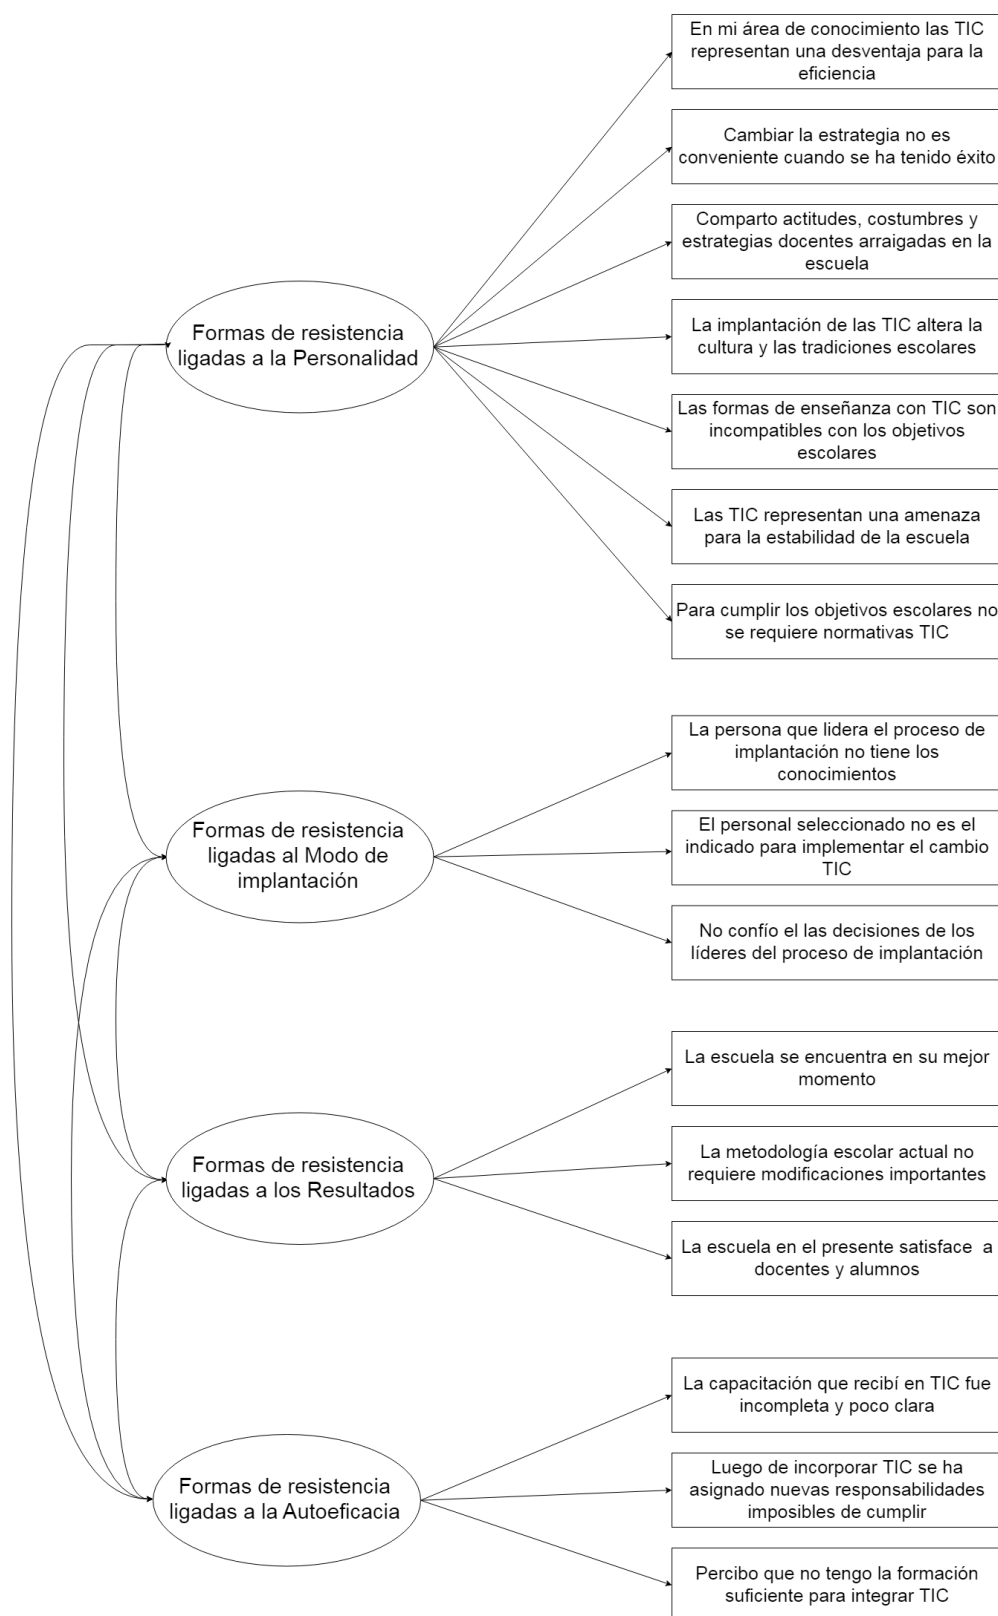 En mi área de conocimiento las TIC
representan una desventaja para la
eficiencia
Cambiar la estrategia no es
conveniente cuando se ha tenido éxito
Comparto actitudes, costumbres y
estrategias docentes arraigadas en la
escuela
Formas de resistencia
ligadas a la Personalidad
La implantación de las TIC altera la
cultura y las tradiciones escolares
Las formas de enseñanza con TIC son
incompatibles con los objetivos
escolares
Las TIC representan una amenaza
para la estabilidad de la escuela
Para cumplir los objetivos escolares no
se requiere normativas TIC
La persona que lidera el proceso de
implantación no tiene los
conocimientos
Formas de resistencia
ligadas al Modo de
implantación
El personal seleccionado no es el
indicado para implementar el cambio
TIC
No confío el las decisiones de los
líderes del proceso de implantación
La escuela se encuentra en su mejor
momento
Formas de resistencia
ligadas a los Resultados
La metodología escolar actual no
requiere modificaciones importantes
La escuela en el presente satisface a
docentes y alumnos
La capacitación que recibí en TIC fue
incompleta y poco clara
Formas de resistencia
ligadas a la Autoeficacia
Luego de incorporar TIC se ha
asignado nuevas responsabilidades
imposibles de cumplir
Percibo que no tengo la formación
suficiente para integrar TIC